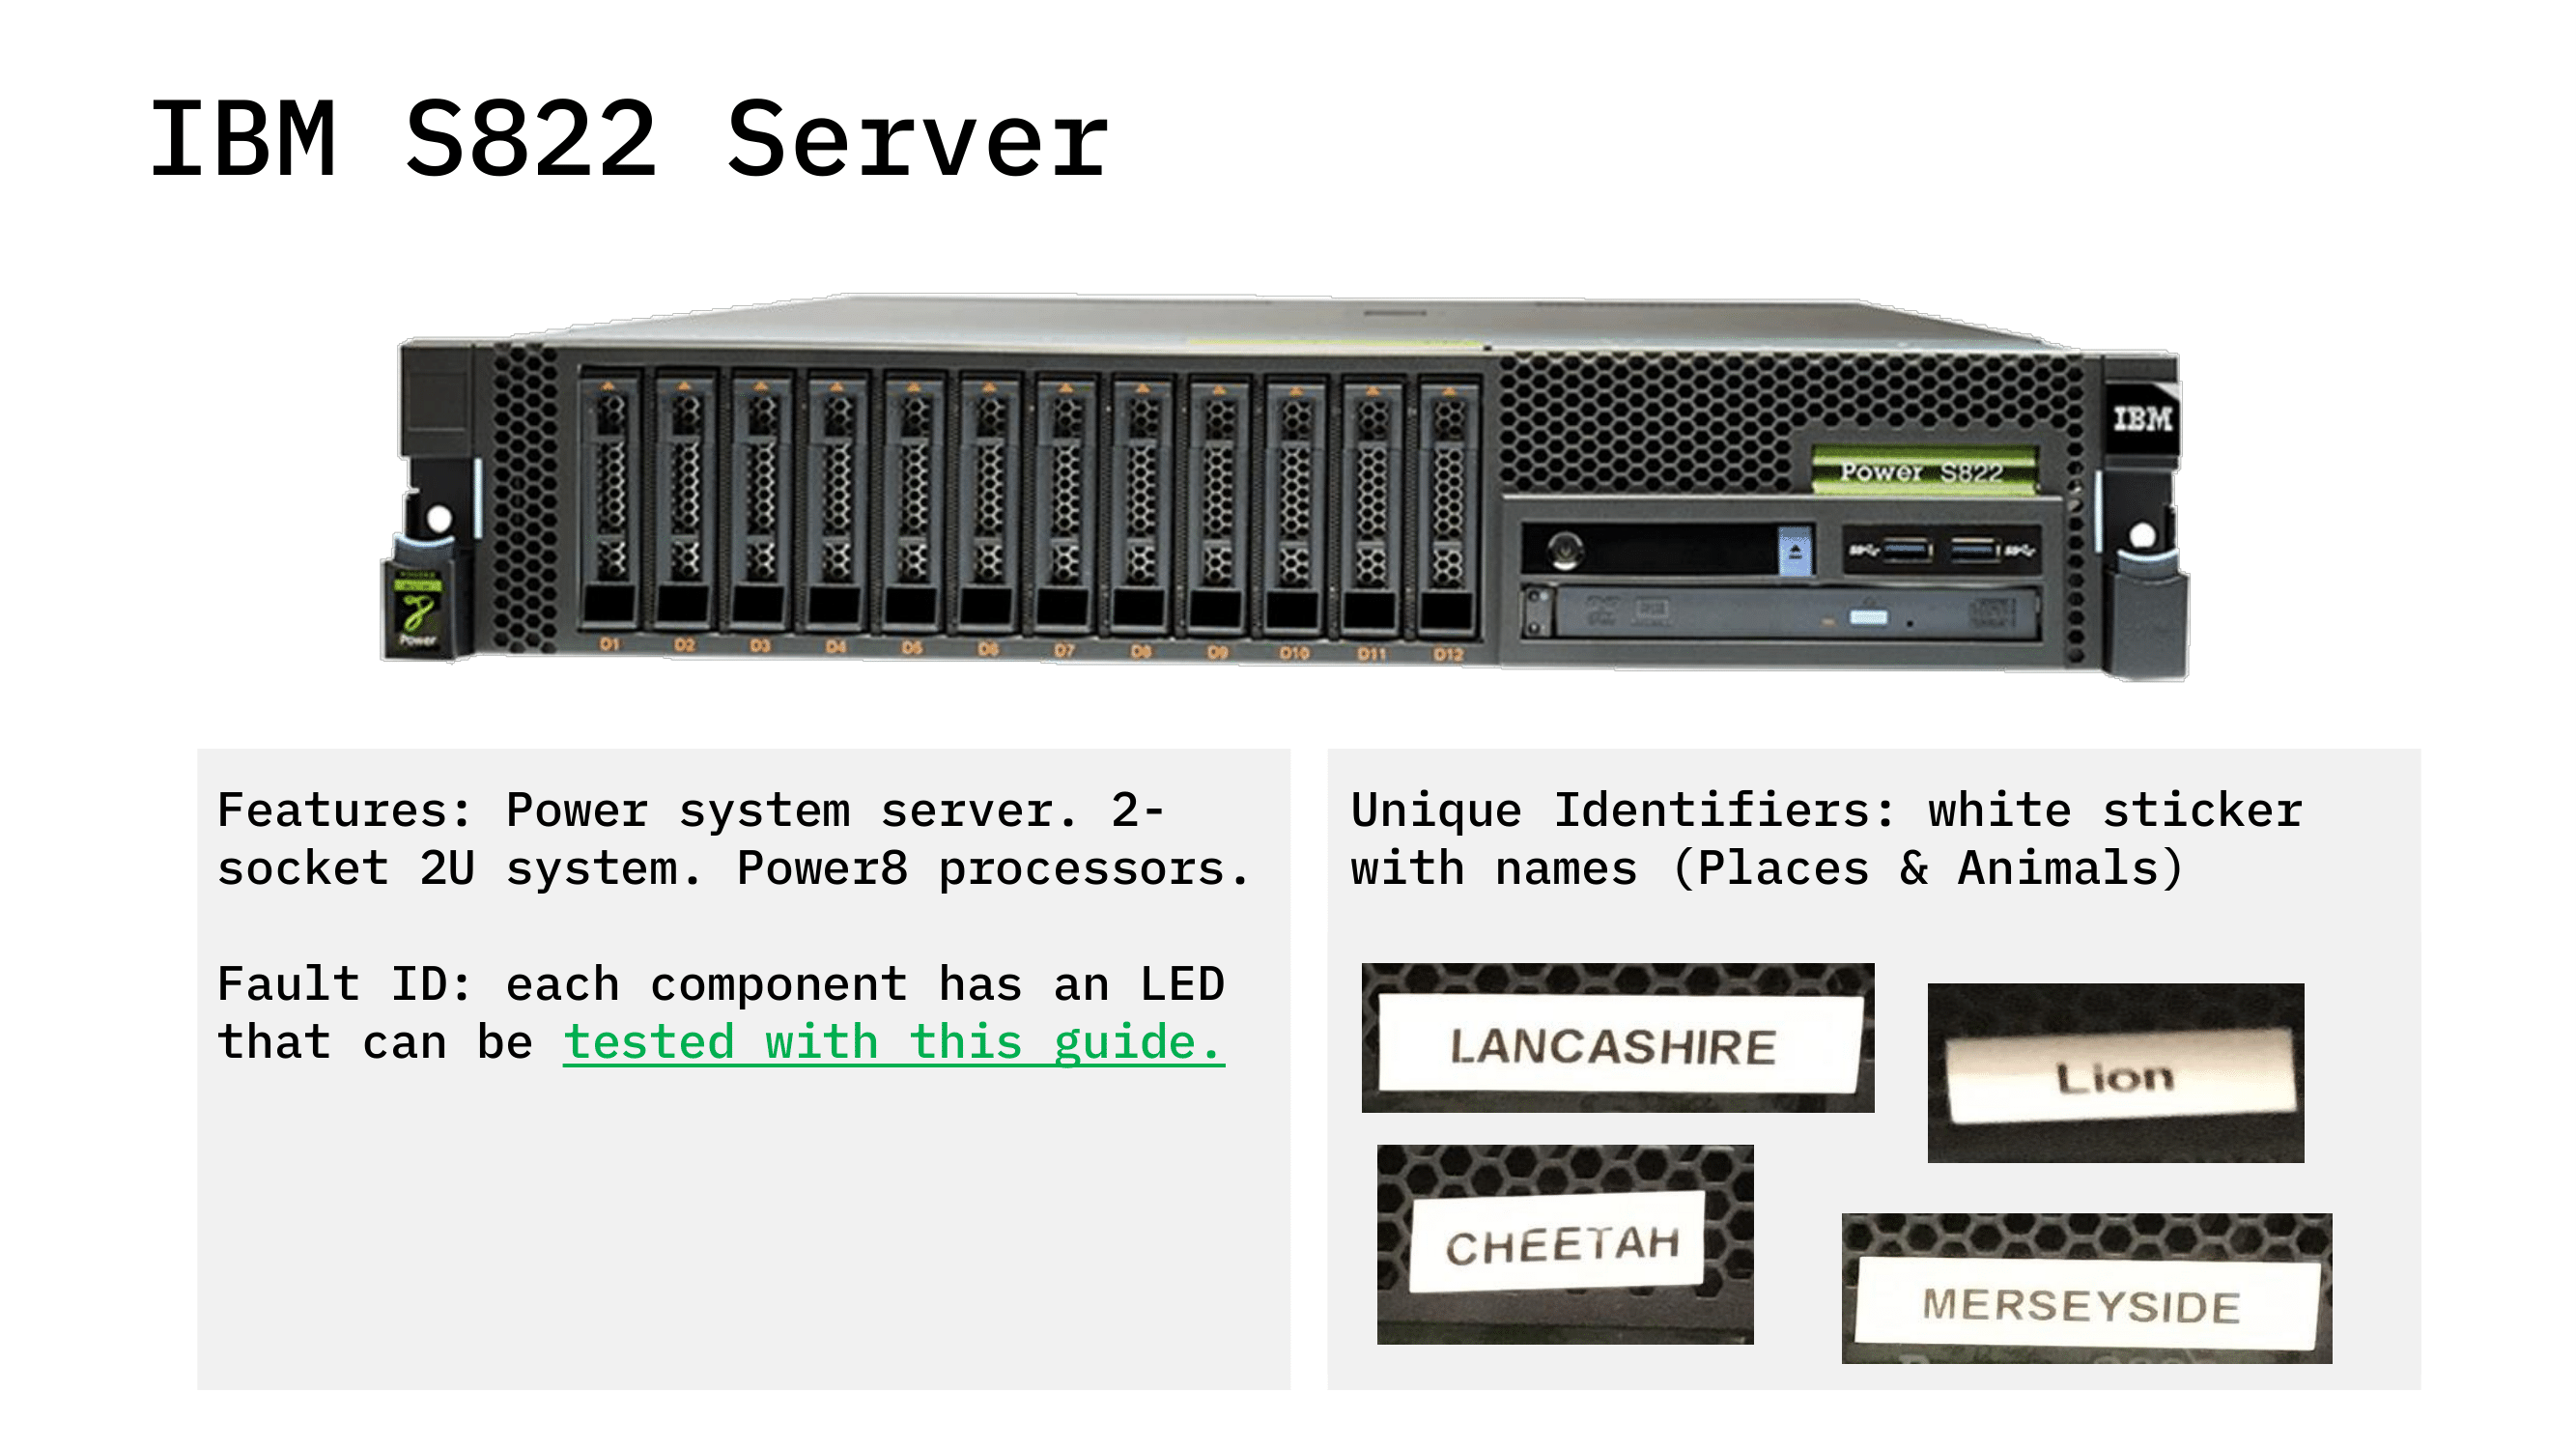 IBM S822 Server
IBM
Power S822
Power
D1 D2 D3 D4 D5 D6 D7 D8 D9 D10 D11 D12
Features: Power system server. 2-
socket 2U system. Power8 processors.
Fault ID: each component has an LED
that can be tested with this guide.
Unique Identifiers: white sticker
with names (Places & Animals)
LANCASHIRE
Lion
CHEETAH
MERSEYSIDE